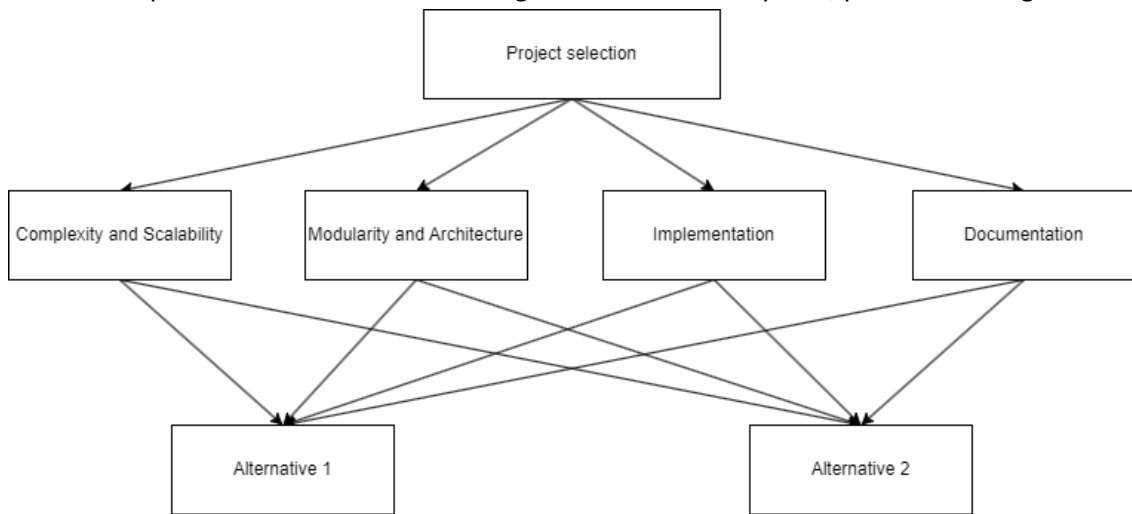 Project selection
Complexity and Scalability
Modularity and Architecture
Implementation
Documentation
Alternative 1
Alternative 2